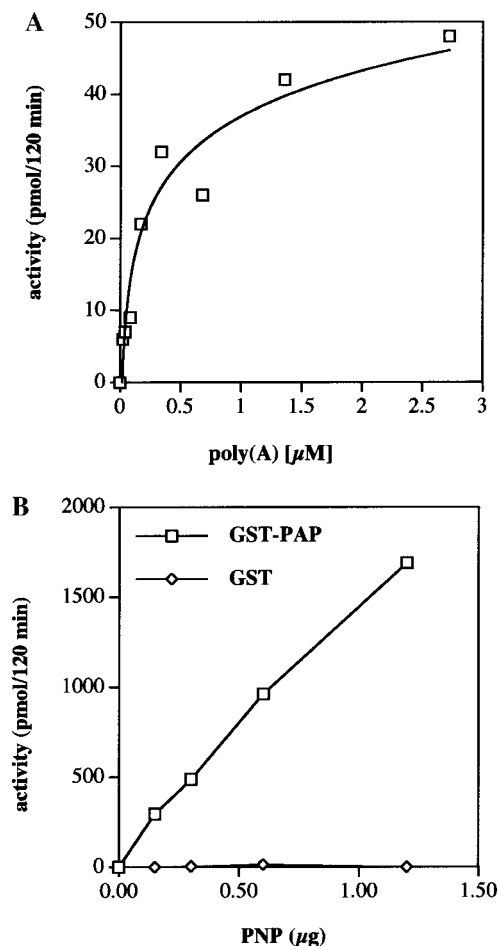 A
50
40
30
20
10
0
activity (pmol/120 min)
0 0.5 1 1.5 2 2.5 3
poly(A) [μM]
B
2000
1500
1000
500
0
activity (pmol/120 min)
GST-PAP
GST
0.00 0.50 1.00 1.50
PNP (μg)